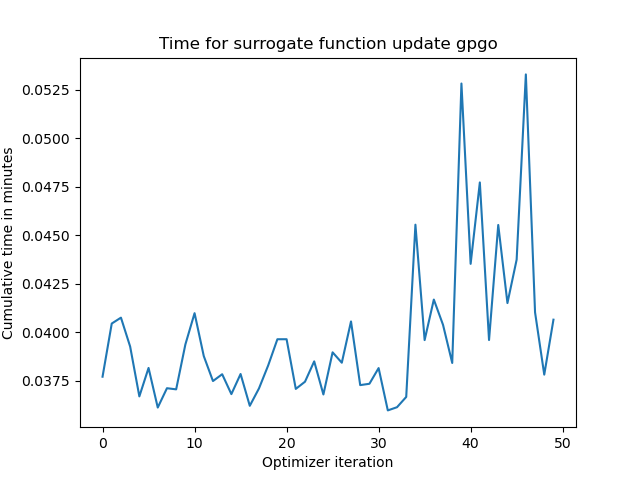 Time for surrogate function update gpgo
Cumulative time in minutes
0.0525
0.0500
0.0475
0.0450
0.0425
0.0400
0.0375
0 10 20 30 40 50
Optimizer iteration